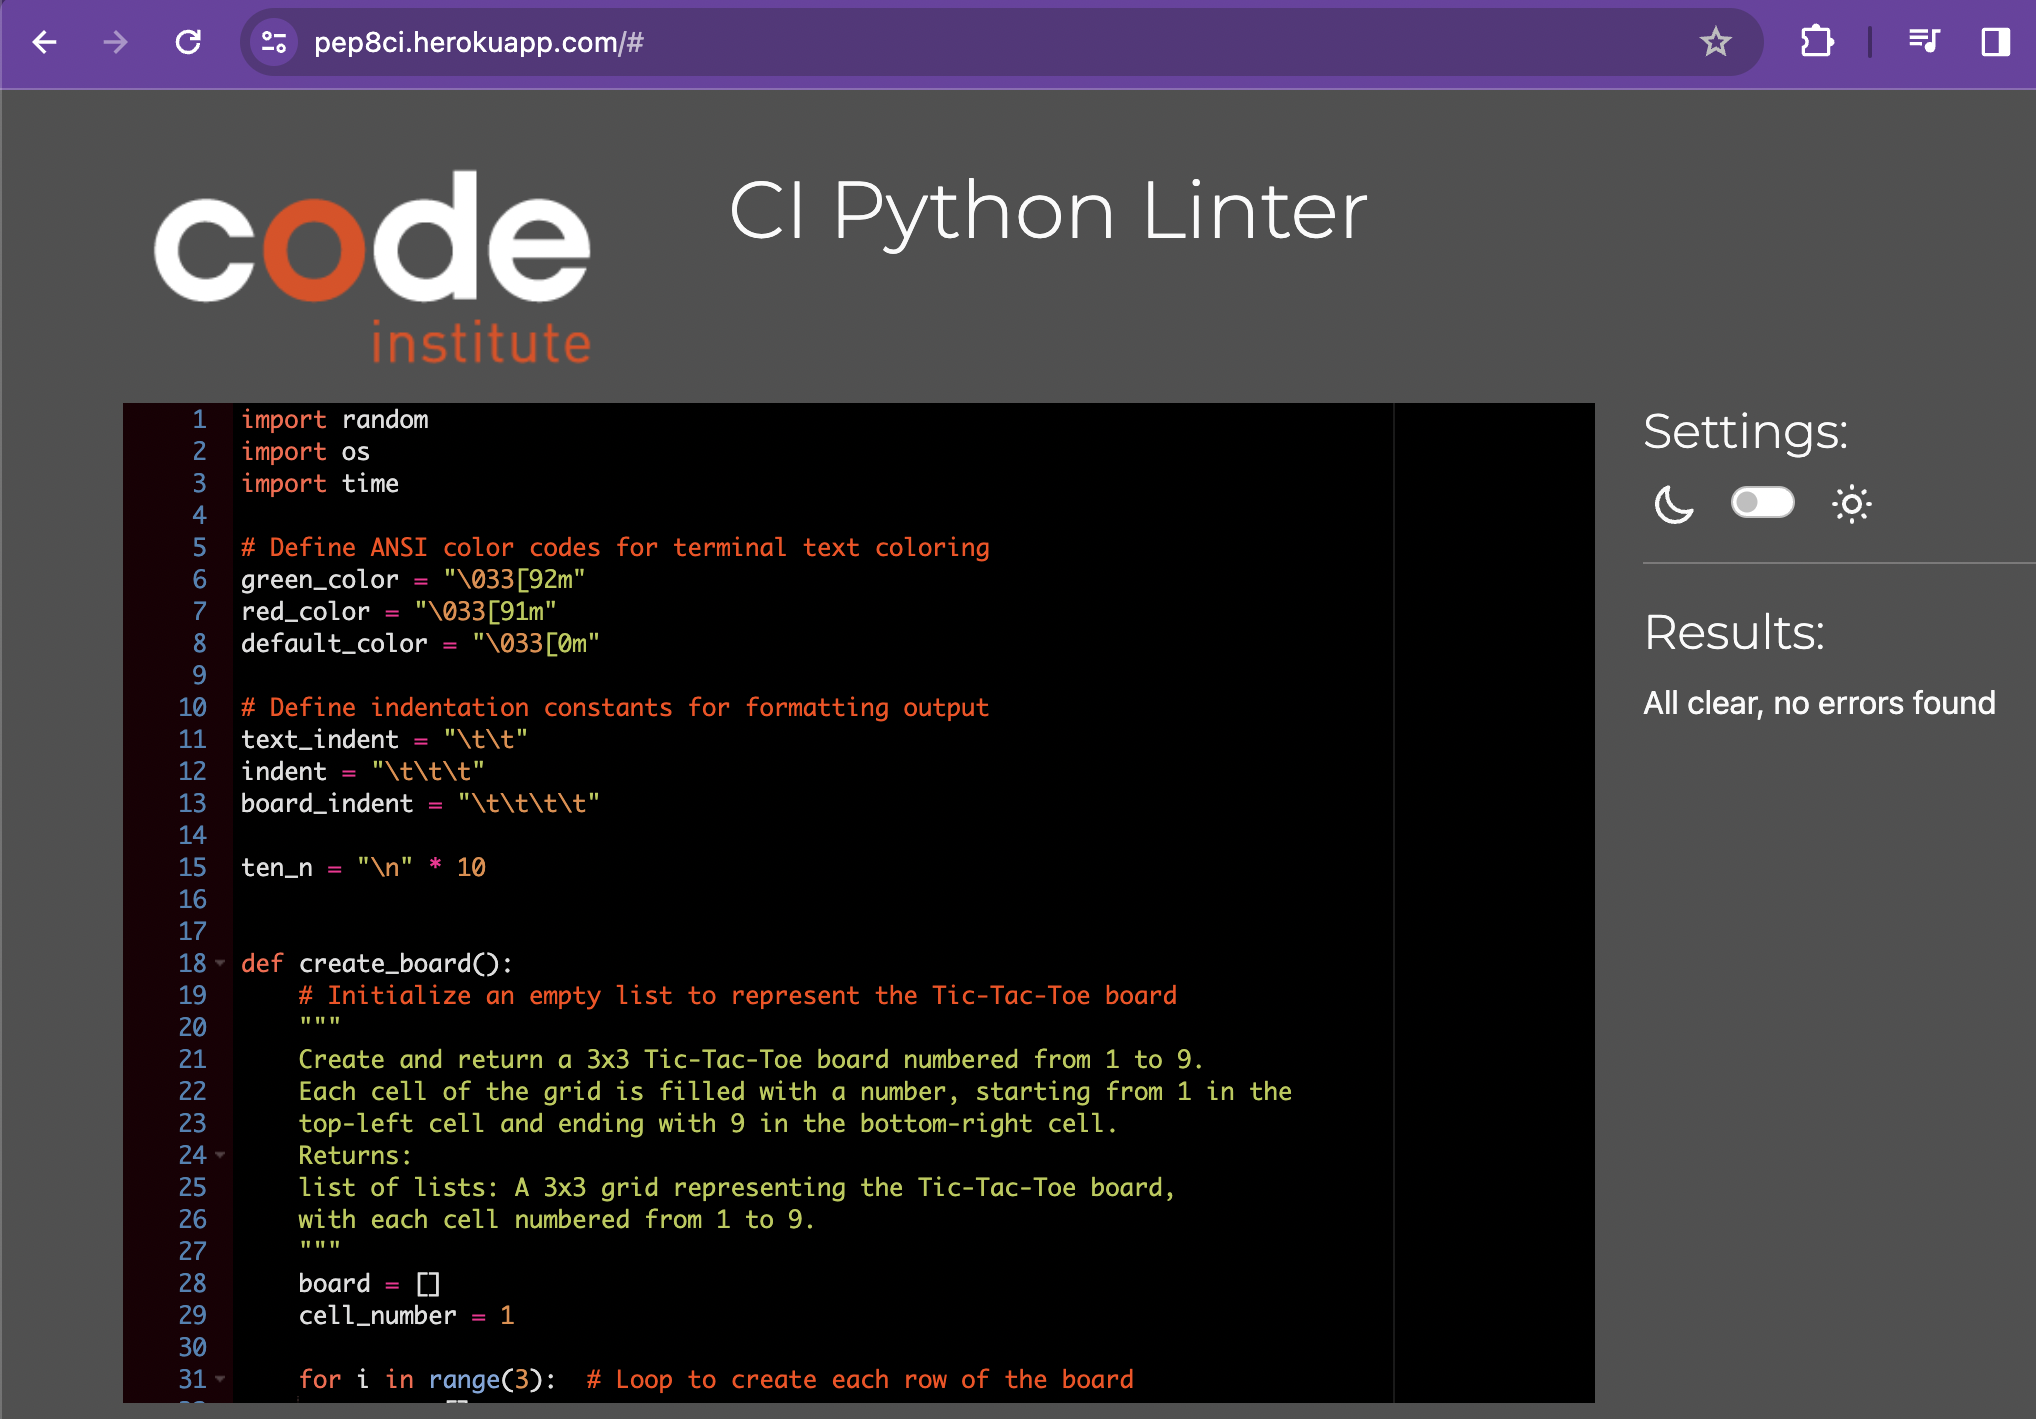 pep8ci.herokuapp.com/#
code
institute
CI Python Linter
1 import random
2 import os
3 import time
4
5 # Define ANSI color codes for terminal text coloring
6 green_color = "\033[92m"
7 red_color = "\033[91m"
8 default_color = "\033[0m"
9
10 # Define indentation constants for formatting output
11 text_indent = "\t\t"
12 indent = "\t\t\t"
13 board_indent = "\t\t\t\t"
14
15 ten_n = "\n" * 10
16
17
18 def create_board():
19     # Initialize an empty list to represent the Tic-Tac-Toe board
20     """
21     Create and return a 3x3 Tic-Tac-Toe board numbered from 1 to 9.
22     Each cell of the grid is filled with a number, starting from 1 in the
23     top-left cell and ending with 9 in the bottom-right cell.
24     Returns:
25     list of lists: A 3x3 grid representing the Tic-Tac-Toe board,
26     with each cell numbered from 1 to 9.
27     """
28     board = []
29     cell_number = 1
30
31     for i in range(3):  # Loop to create each row of the board
Settings:
Results:
All clear, no errors found